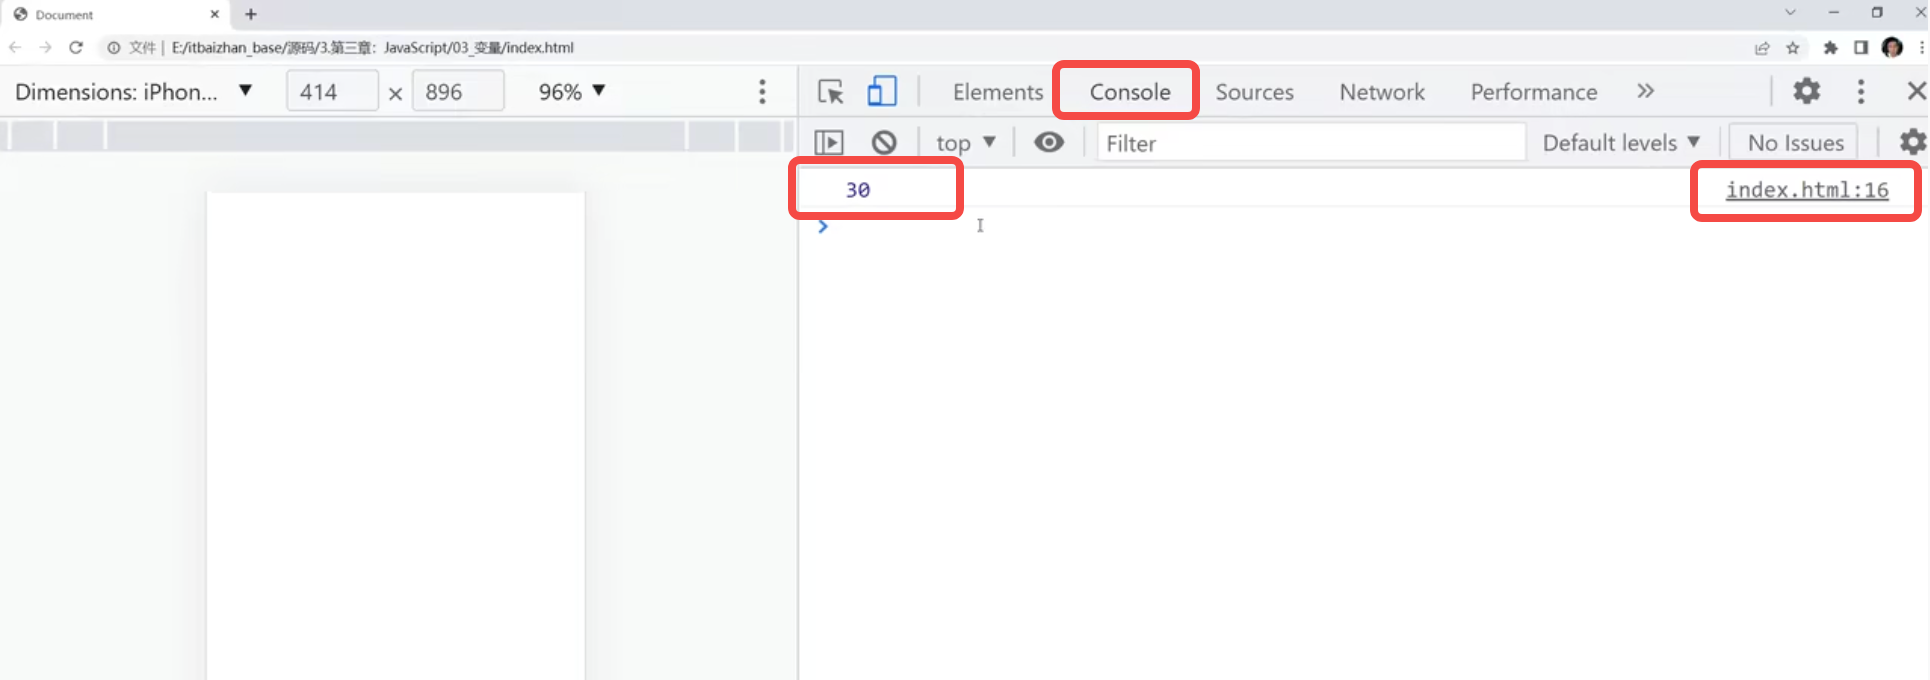 Document
文件 | E:/itbaizhan_base/源码/3.第三章：JavaScript/03_变量/index.html
Dimensions: iPhon... 414 × 896 96%
Elements Console Sources Network Performance
top Filter Default levels No Issues
30 index.html:16